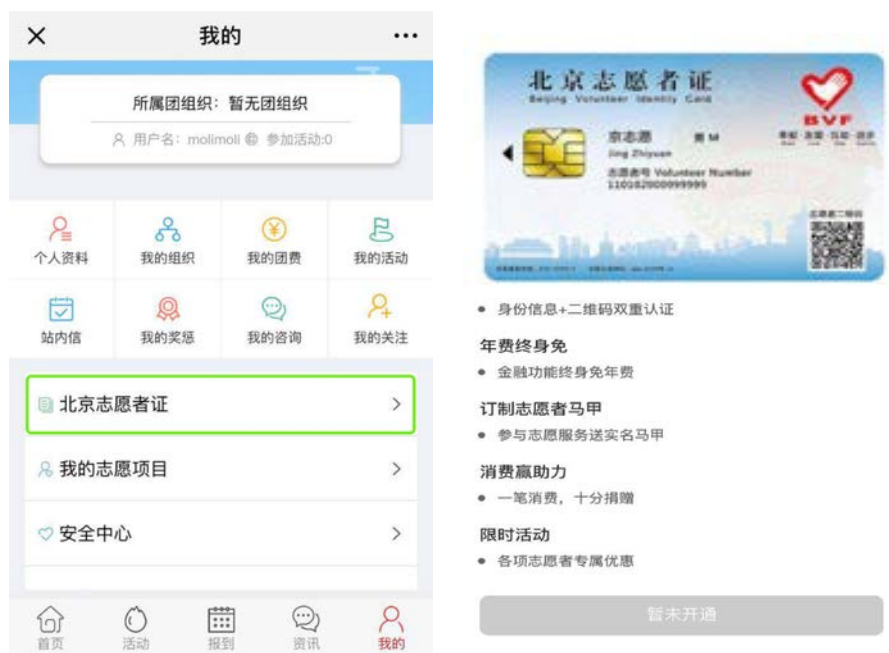 我的
所属团组织：暂无团组织
用户名：molimoli 参加活动:0
个人资料 我的组织 我的团费 我的活动
站内信 我的奖惩 我的咨询 我的关注
北京志愿者证
我的志愿项目
安全中心
首页 活动 报到 资讯 我的
北京志愿者证
Beijing Volunteer Identity Card
BVF
京志愿 男 M
Jing Zhiyuan
志愿者号 Volunteer Number
110102900099999
身份信息+二维码双重认证
年费终身免
金融功能终身免年费
订制志愿者马甲
参与志愿服务送实名马甲
消费赢助力
一笔消费，十分捐赠
限时活动
各项志愿者专属优惠
暂未开通